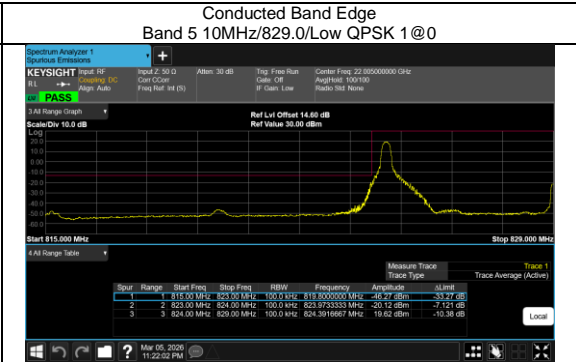 Conducted Band Edge
Band 5 10MHz/829.0/Low QPSK 1@0
Spectrum Analyzer 1
Spurious Emissions
KEYSIGHT Input: RF Input Z: 50 Ω Atten: 30 dB Trig: Free Run Center Freq: 22.005000000 GHz
RL Coupling: DC Corr CCorr Gate: Off Avg|Hold: 100/100
Align: Auto Freq Ref: Int (S) IF Gain: Low Radio Std: None
PASS
3 All Range Graph
Ref Lvl Offset 14.60 dB
Scale/Div 10.0 dB Ref Value 30.00 dBm
Log
20.0
10.0
0.00
-10.0
-20.0
-30.0
-40.0
-50.0
-60.0
Start 815.000 MHz Stop 829.000 MHz
4 All Range Table
Measure Trace Trace 1
Trace Type Trace Average (Active)
Spur Range Start Freq Stop Freq RBW Frequency Amplitude ΔLimit
1 1 815.00 MHz 823.00 MHz 100.0 kHz 819.8000000 MHz -46.27 dBm -33.27 dB
2 2 823.00 MHz 824.00 MHz 100.0 kHz 823.9733333 MHz -20.12 dBm -7.121 dB
3 3 824.00 MHz 829.00 MHz 100.0 kHz 824.3916667 MHz 19.62 dBm -10.38 dB
Local
Mar 05, 2026
11:22:02 PM